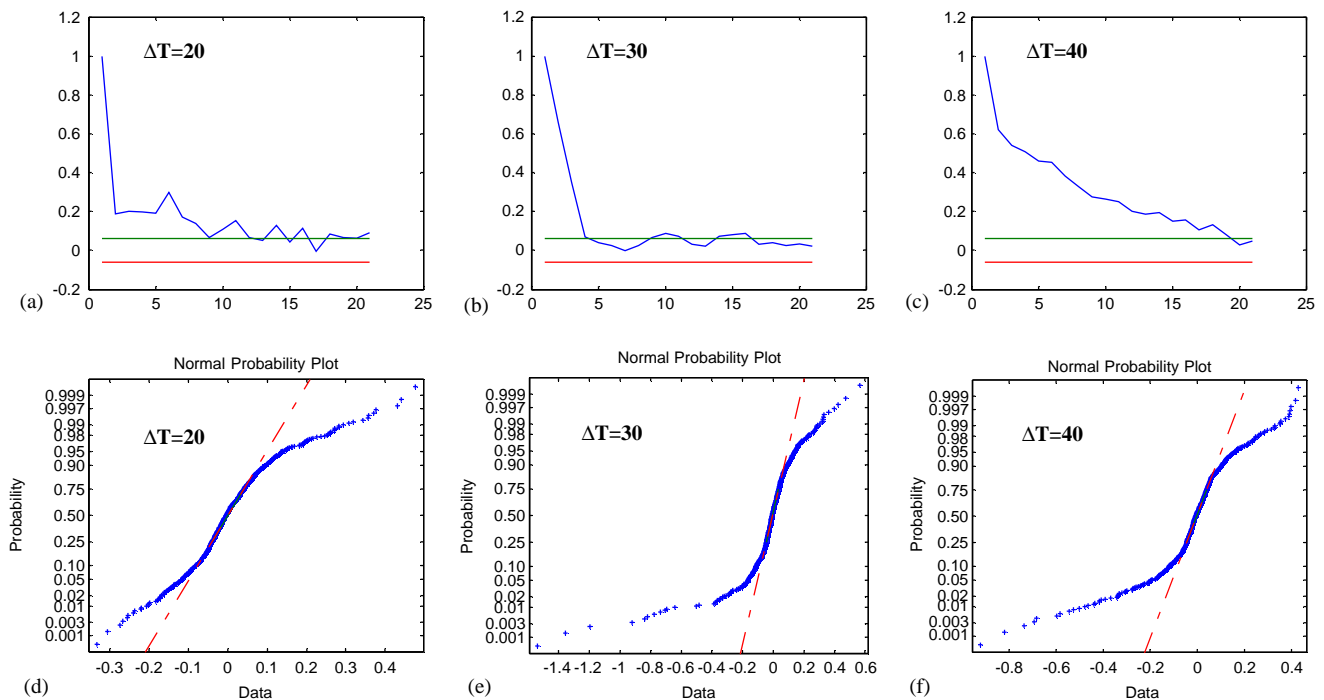 1.2
1
0.8
0.6
0.4
0.2
0
-0.2
0 5 10 15 20 25
ΔT=20
(a)
1.2
1
0.8
0.6
0.4
0.2
0
-0.2
0 5 10 15 20 25
ΔT=30
(b)
1.2
1
0.8
0.6
0.4
0.2
0
-0.2
0 5 10 15 20 25
ΔT=40
(c)
Normal Probability Plot
0.999
0.997
0.99
0.98
0.95
0.90
0.75
0.50
0.25
0.10
0.05
0.02
0.01
0.003
0.001
Probability
ΔT=20
-0.3 -0.2 -0.1 0 0.1 0.2 0.3 0.4
Data
(d)
Normal Probability Plot
0.999
0.997
0.99
0.98
0.95
0.90
0.75
0.50
0.25
0.10
0.05
0.02
0.01
0.003
0.001
Probability
ΔT=30
-1.4 -1.2 -1 -0.8 -0.6 -0.4 -0.2 0 0.2 0.4 0.6
Data
(e)
Normal Probability Plot
0.999
0.997
0.99
0.98
0.95
0.90
0.75
0.50
0.25
0.10
0.05
0.02
0.01
0.003
0.001
Probability
ΔT=40
-0.8 -0.6 -0.4 -0.2 0 0.2 0.4
Data
(f)